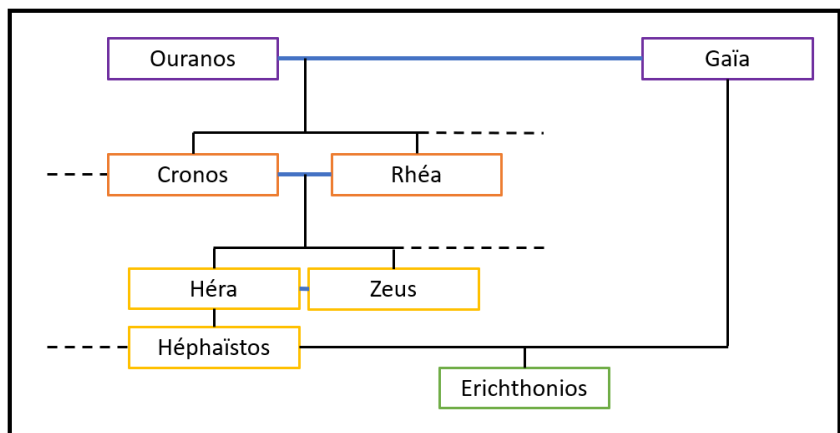 Ouranos
Gaïa
Cronos
Rhéa
Héra
Zeus
Héphaïstos
Erichthonios